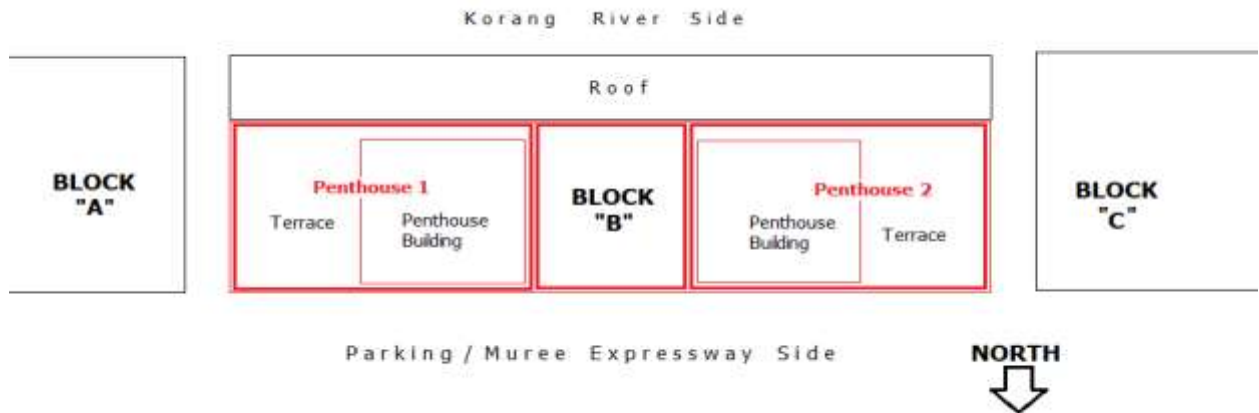 Korang River Side
Roof
BLOCK
"A"
Penthouse 1
Terrace
Penthouse
Building
BLOCK
"B"
Penthouse 2
Penthouse
Building
Terrace
BLOCK
"C"
Parking / Muree Expressway Side
NORTH